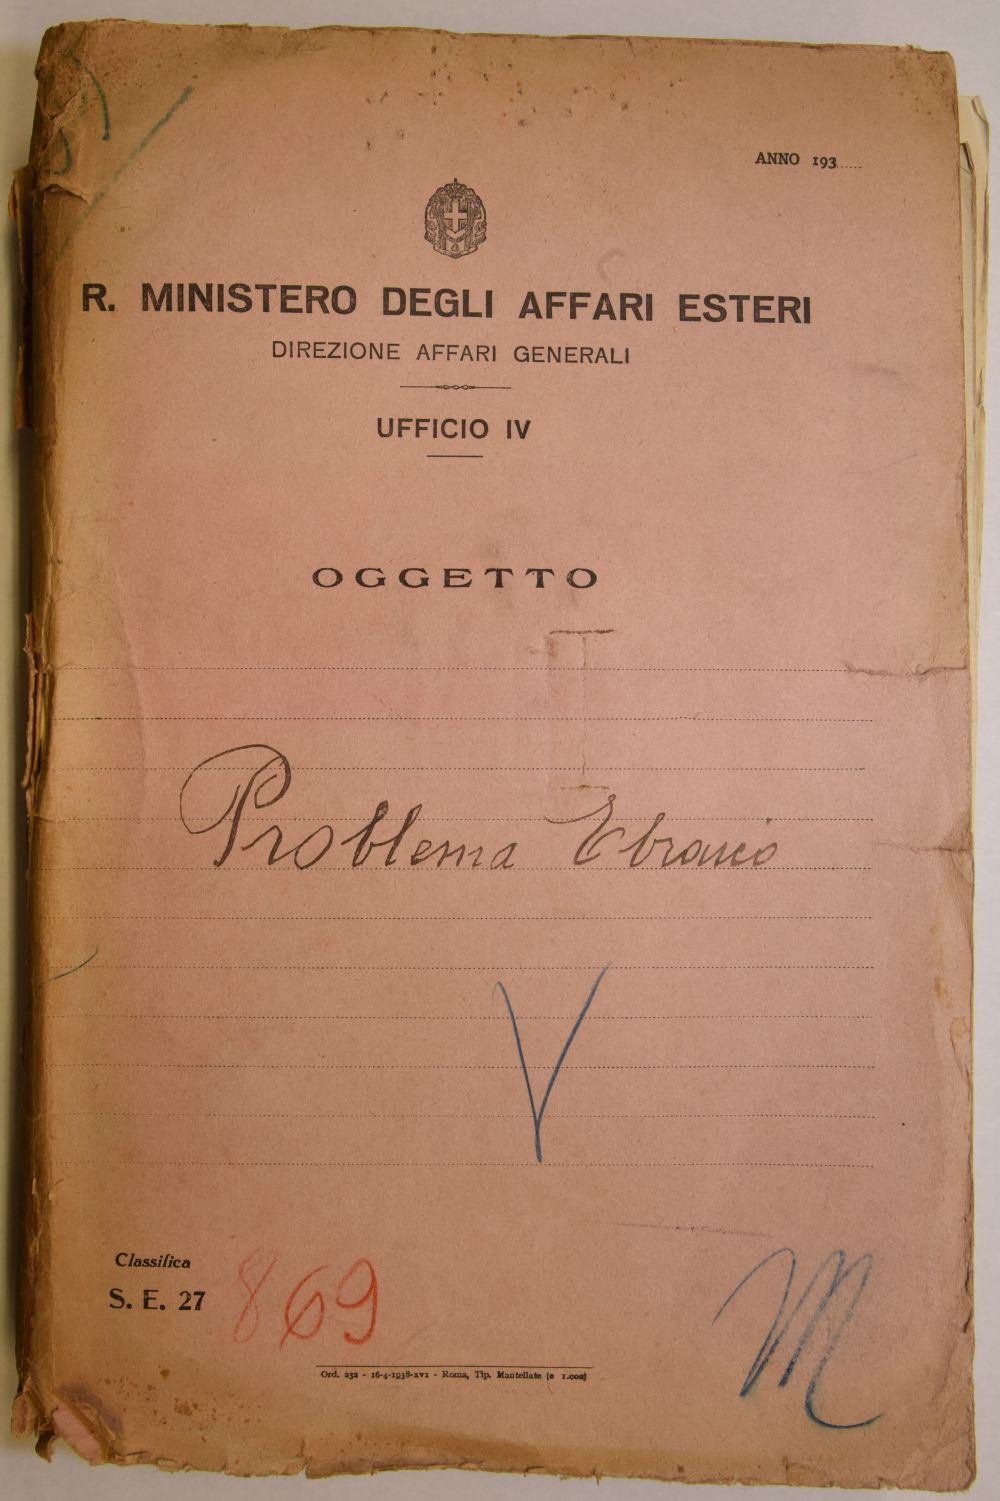 ANNO 193.....
R. MINISTERO DEGLI AFFARI ESTERI
DIREZIONE AFFARI GENERALI
UFFICIO IV
OGGETTO
I
Problema Ebraico
V
Classifica
S. E. 27
869
M
Ord. 232 - 16-4-1938-XVI - Roma, Tip. Mantellate (c 1.000)